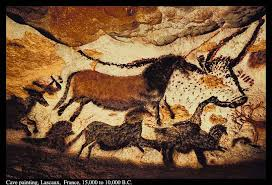 Cave painting, Lascaux, France, 15,000 to 10,000 B.C.